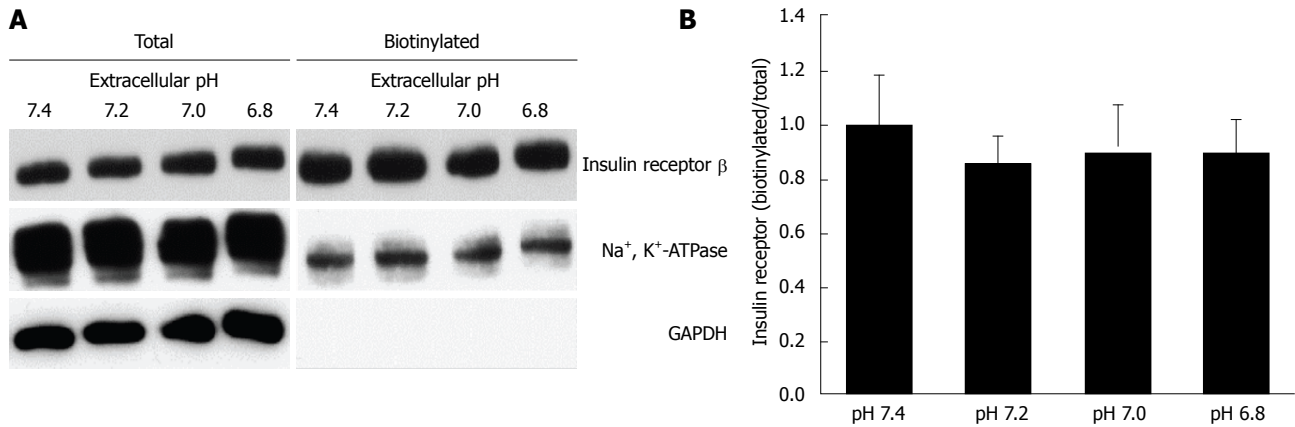 A
Total
Biotinylated
Extracellular pH
Extracellular pH
7.4 7.2 7.0 6.8
7.4 7.2 7.0 6.8
Insulin receptor β
Na⁺, K⁺-ATPase
GAPDH
B
Insulin receptor (biotinylated/total)
1.4
1.2
1.0
0.8
0.6
0.4
0.2
0.0
pH 7.4 pH 7.2 pH 7.0 pH 6.8